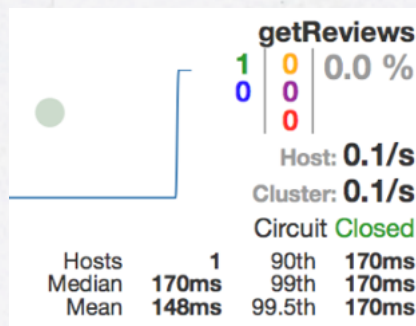 getReviews
1 0 0.0 %
0 0
0
Host: 0.1/s
Cluster: 0.1/s
Circuit Closed
Hosts 1 90th 170ms
Median 170ms 99th 170ms
Mean 148ms 99.5th 170ms